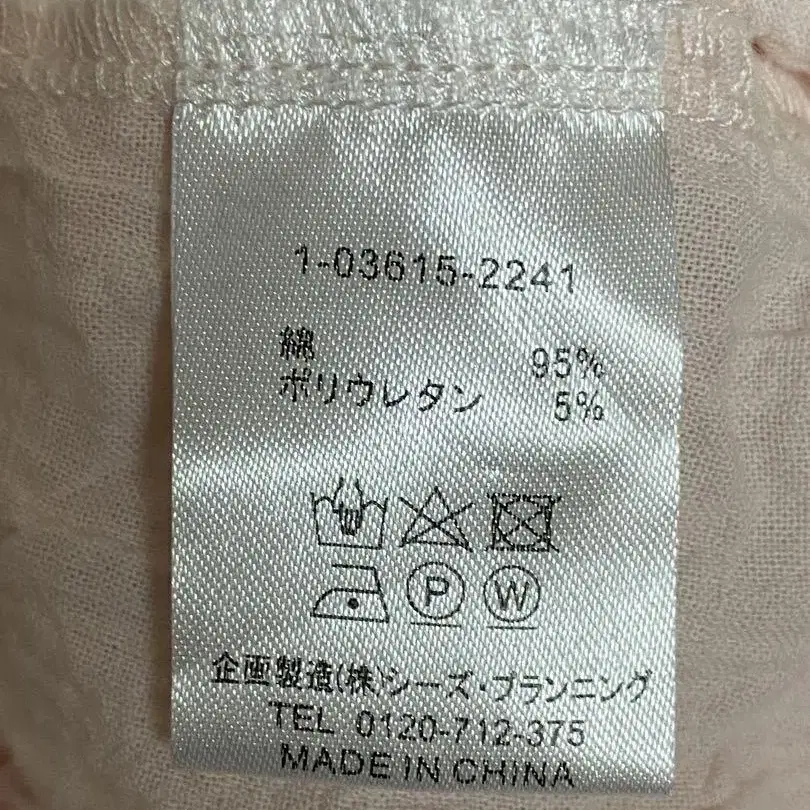 1-03615-2241
綿 95%
ポリウレタン 5%
P W
企画製造(株)シーズ・プランニング
TEL 0120-712-375
MADE IN CHINA